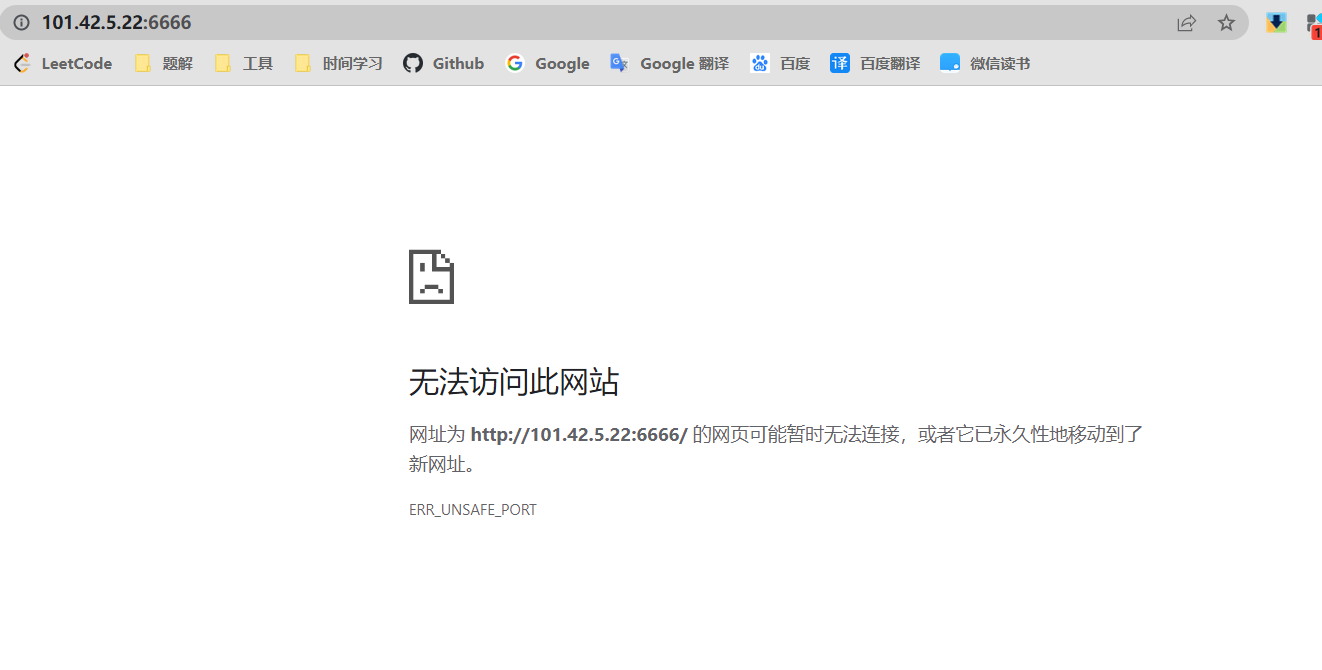 101.42.5.22:6666
LeetCode 题解 工具 时间学习 Github Google Google 翻译 百度 译 百度翻译 微信读书
1
无法访问此网站
网址为 http://101.42.5.22:6666/ 的网页可能暂时无法连接，或者它已永久性地移动到了
新网址。
ERR_UNSAFE_PORT